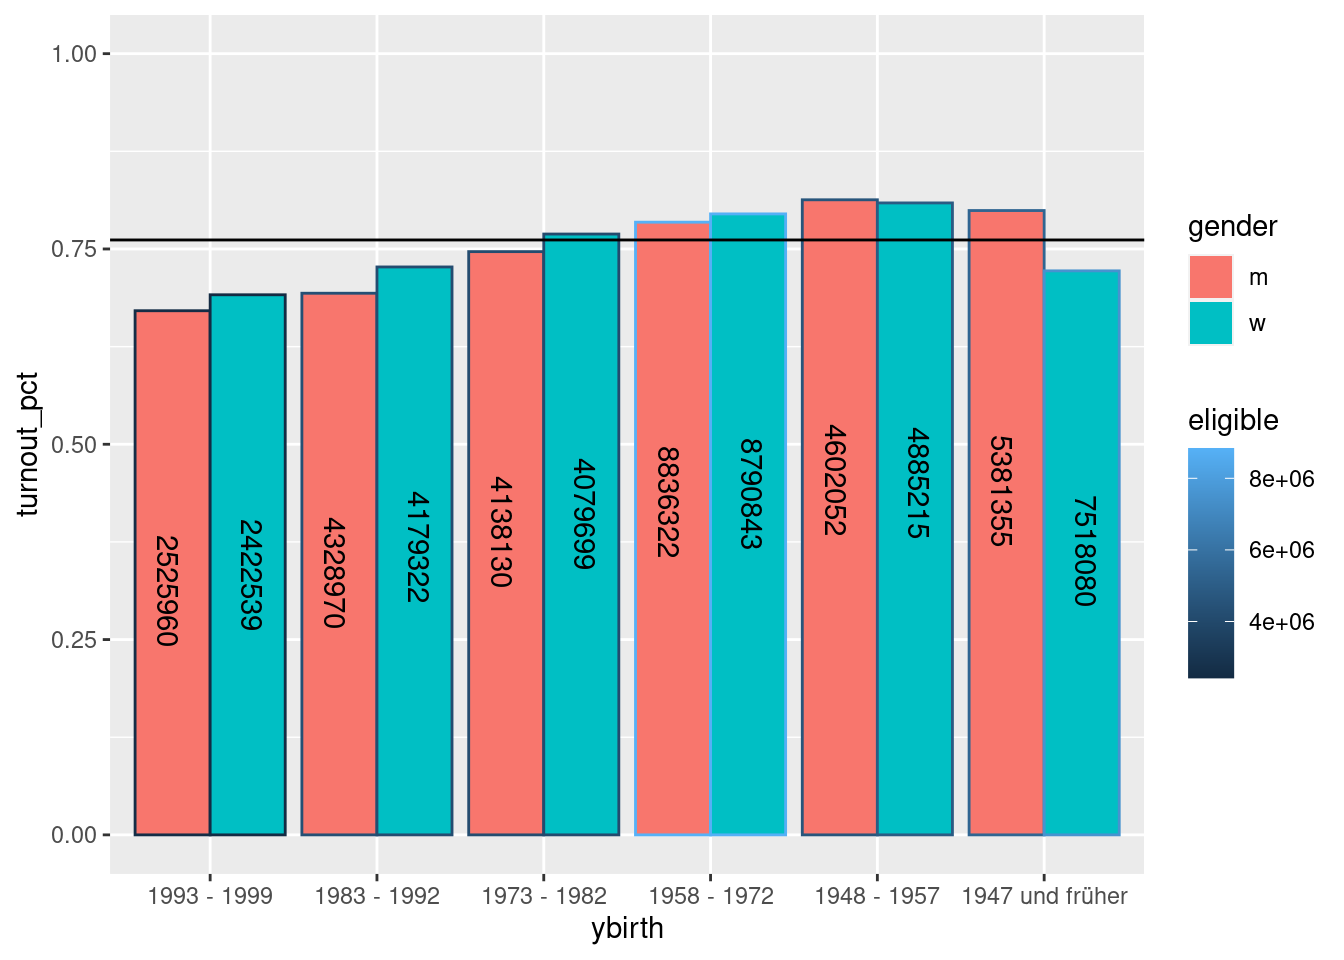 1.00
0.75
0.50
0.25
0.00
turnout_pct
2525960
2422539
4328970
4179322
4138130
4079699
8836322
8790843
4602052
4885215
5381355
7518080
1993 - 1999
1983 - 1992
1973 - 1982
1958 - 1972
1948 - 1957
1947 und früher
ybirth
gender
m
w
eligible
8e+06
6e+06
4e+06